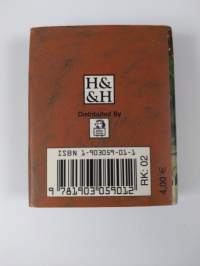 H&
&H
Distributed By
ISBN 1-903059-01-1
9 781903 059012
RK: 02
4,00 €